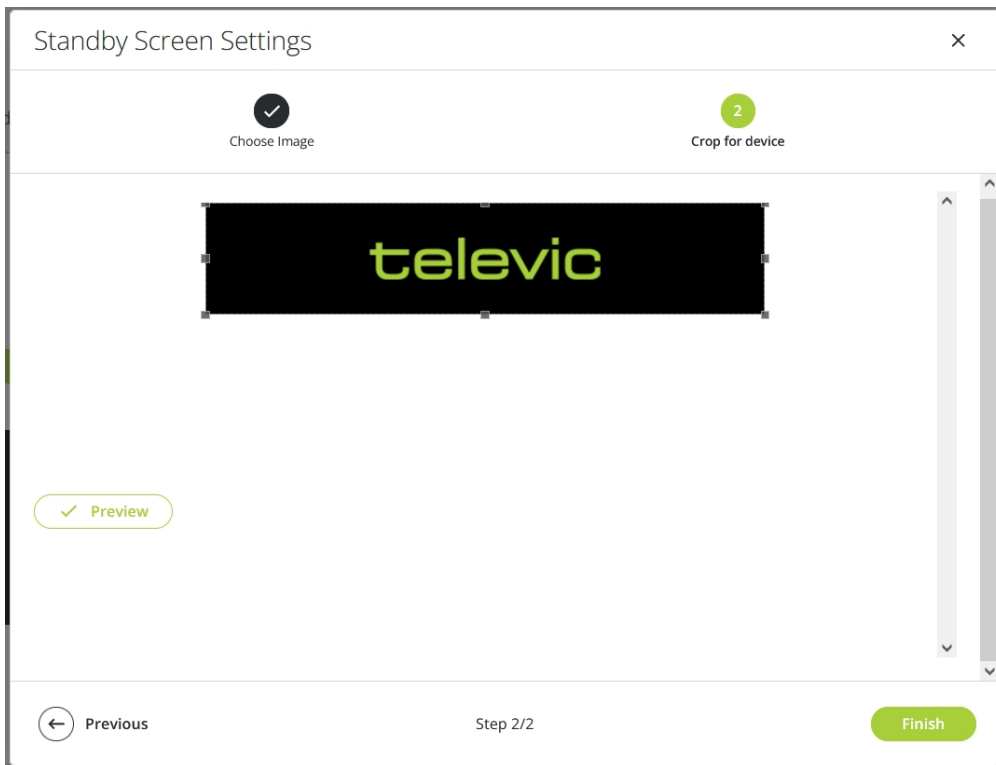 Standby Screen Settings
2
Choose Image
Crop for device
televic
Preview
Previous
Step 2/2
Finish